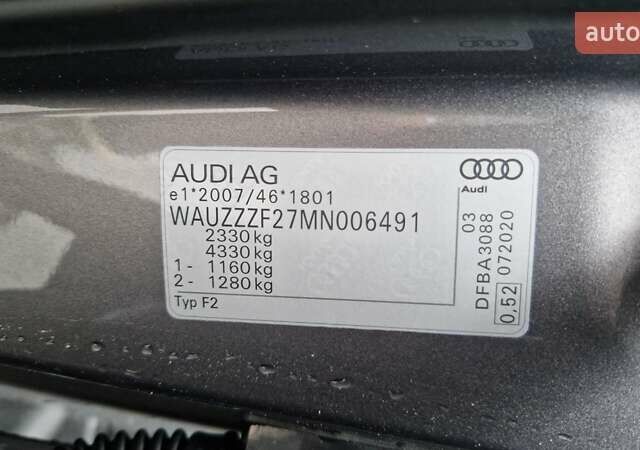 auto
AUDI AG
Audi
e1*2007/46*1801
WAUZZZF27MN006491
2330 kg
4330 kg
1 - 1160 kg
2 - 1280 kg
Typ F2
DFBA3088 03
0,52 072020